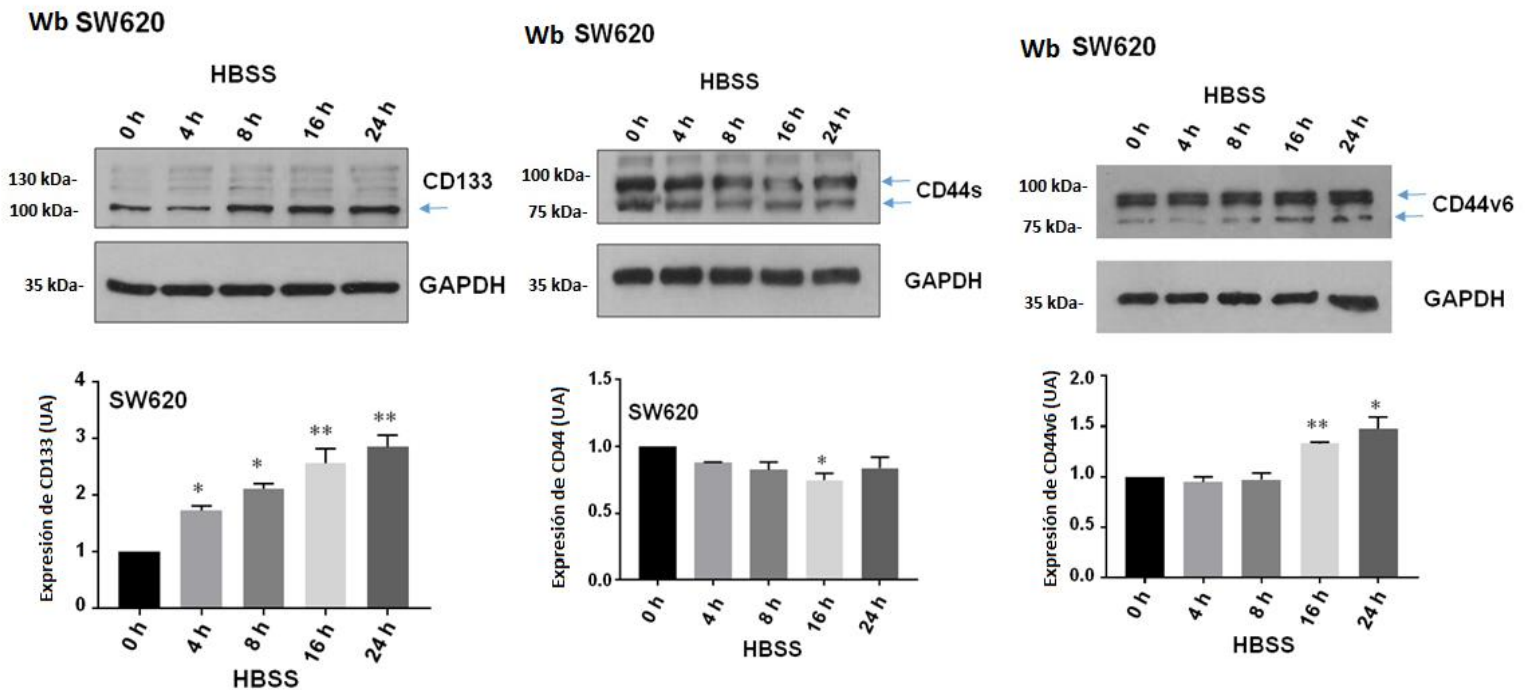 Wb SW620
HBSS
0 h 4 h 8 h 16 h 24 h
130 kDa-
100 kDa-
CD133
35 kDa-
GAPDH
Expresión de CD133 (UA)
4
3
2
1
0
SW620
* * ** **
0 h 4 h 8 h 16 h 24 h
HBSS
Wb SW620
HBSS
0 h 4 h 8 h 16 h 24 h
100 kDa-
75 kDa-
CD44s
35 kDa-
GAPDH
Expresión de CD44 (UA)
1.5
1.0
0.5
0.0
SW620
*
0 h 4 h 8 h 16 h 24 h
HBSS
Wb SW620
HBSS
0 h 4 h 8 h 16 h 24 h
100 kDa-
75 kDa-
CD44v6
35 kDa-
GAPDH
Expresión de CD44v6 (UA)
2.0
1.5
1.0
0.5
0.0
** *
0 h 4 h 8 h 16 h 24 h
HBSS